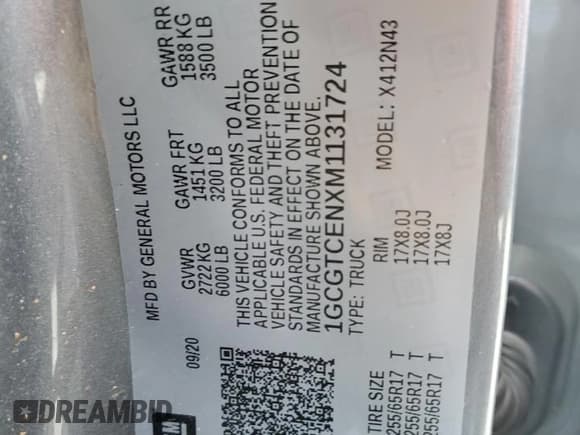 MFD BY GENERAL MOTORS LLC
09/20 GVWR GAWR FRT GAWR RR
2722 KG 1451 KG 1588 KG
6000 LB 3200 LB 3500 LB
THIS VEHICLE CONFORMS TO ALL
APPLICABLE U.S. FEDERAL MOTOR
VEHICLE SAFETY AND THEFT PREVENTION
STANDARDS IN EFFECT ON THE DATE OF
MANUFACTURE SHOWN ABOVE.
1GCGTCENXM1131724
TYPE: TRUCK MODEL: X412N43
TIRE SIZE RIM
255/65R17 T 17X8.0J
255/65R17 T 17X8.0J
255/65R17 T 17X8J
DREAMBID